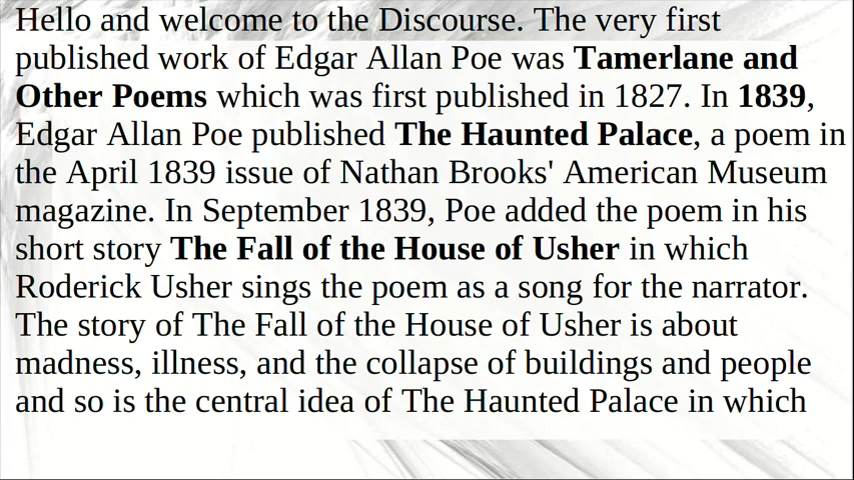 Hello and welcome to the Discourse. The very first
published work of Edgar Allan Poe was Tamerlane and
Other Poems which was first published in 1827. In 1839,
Edgar Allan Poe published The Haunted Palace, a poem in
the April 1839 issue of Nathan Brooks' American Museum
magazine. In September 1839, Poe added the poem in his
short story The Fall of the House of Usher in which
Roderick Usher sings the poem as a song for the narrator.
The story of The Fall of the House of Usher is about
madness, illness, and the collapse of buildings and people
and so is the central idea of The Haunted Palace in which